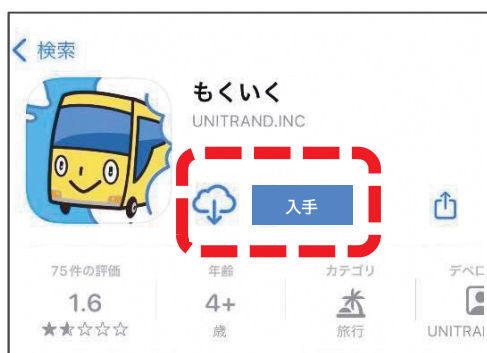 検索
もくいく
UNITRAND.INC
入手
75件の評価
年齢
カテゴリ
デベロ
1.6
4+
★★☆☆☆
歳
旅行
UNITRAN